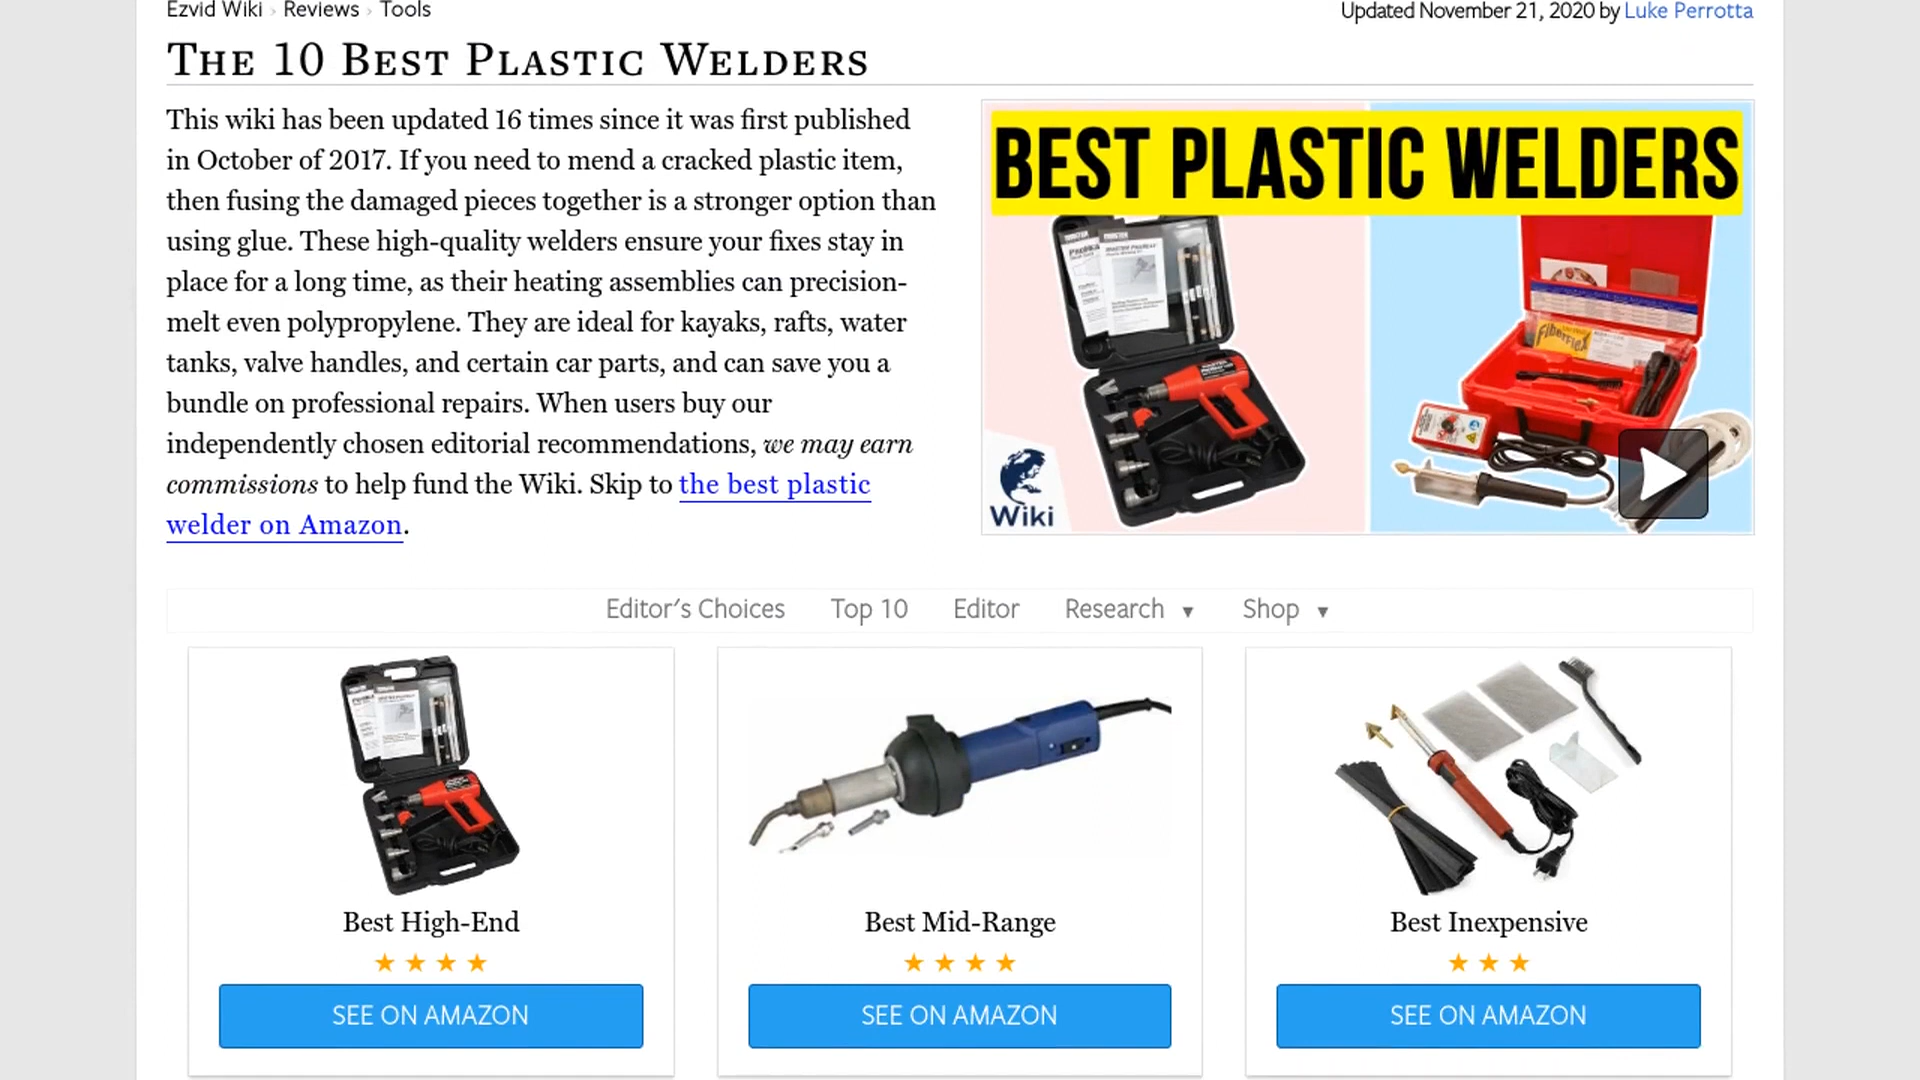 Ezvid Wiki › Reviews › Tools
Updated November 21, 2020 by Luke Perrotta
The 10 Best Plastic Welders
This wiki has been updated 16 times since it was first published
in October of 2017. If you need to mend a cracked plastic item,
then fusing the damaged pieces together is a stronger option than
using glue. These high-quality welders ensure your fixes stay in
place for a long time, as their heating assemblies can precision-
melt even polypropylene. They are ideal for kayaks, rafts, water
tanks, valve handles, and certain car parts, and can save you a
bundle on professional repairs. When users buy our
independently chosen editorial recommendations, we may earn
commissions to help fund the Wiki. Skip to the best plastic
welder on Amazon.
BEST PLASTIC WELDERS
FiberFlex
Wiki
Editor's Choices Top 10 Editor Research ▼ Shop ▼
Best High-End
★ ★ ★ ★
SEE ON AMAZON
Best Mid-Range
★ ★ ★ ★
SEE ON AMAZON
Best Inexpensive
★ ★ ★
SEE ON AMAZON